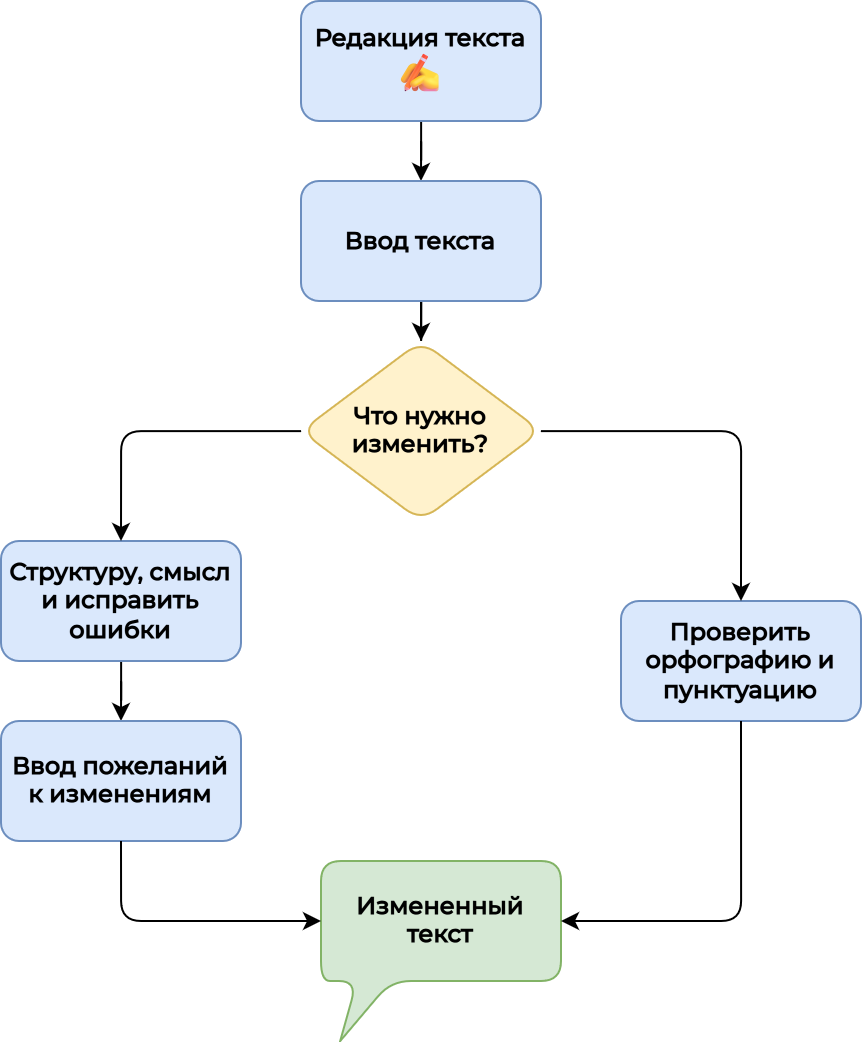 Редакция текста
✍️
Ввод текста
Что нужно
изменить?
Структуру, смысл
и исправить
ошибки
Проверить
орфографию и
пунктуацию
Ввод пожеланий
к изменениям
Измененный
текст